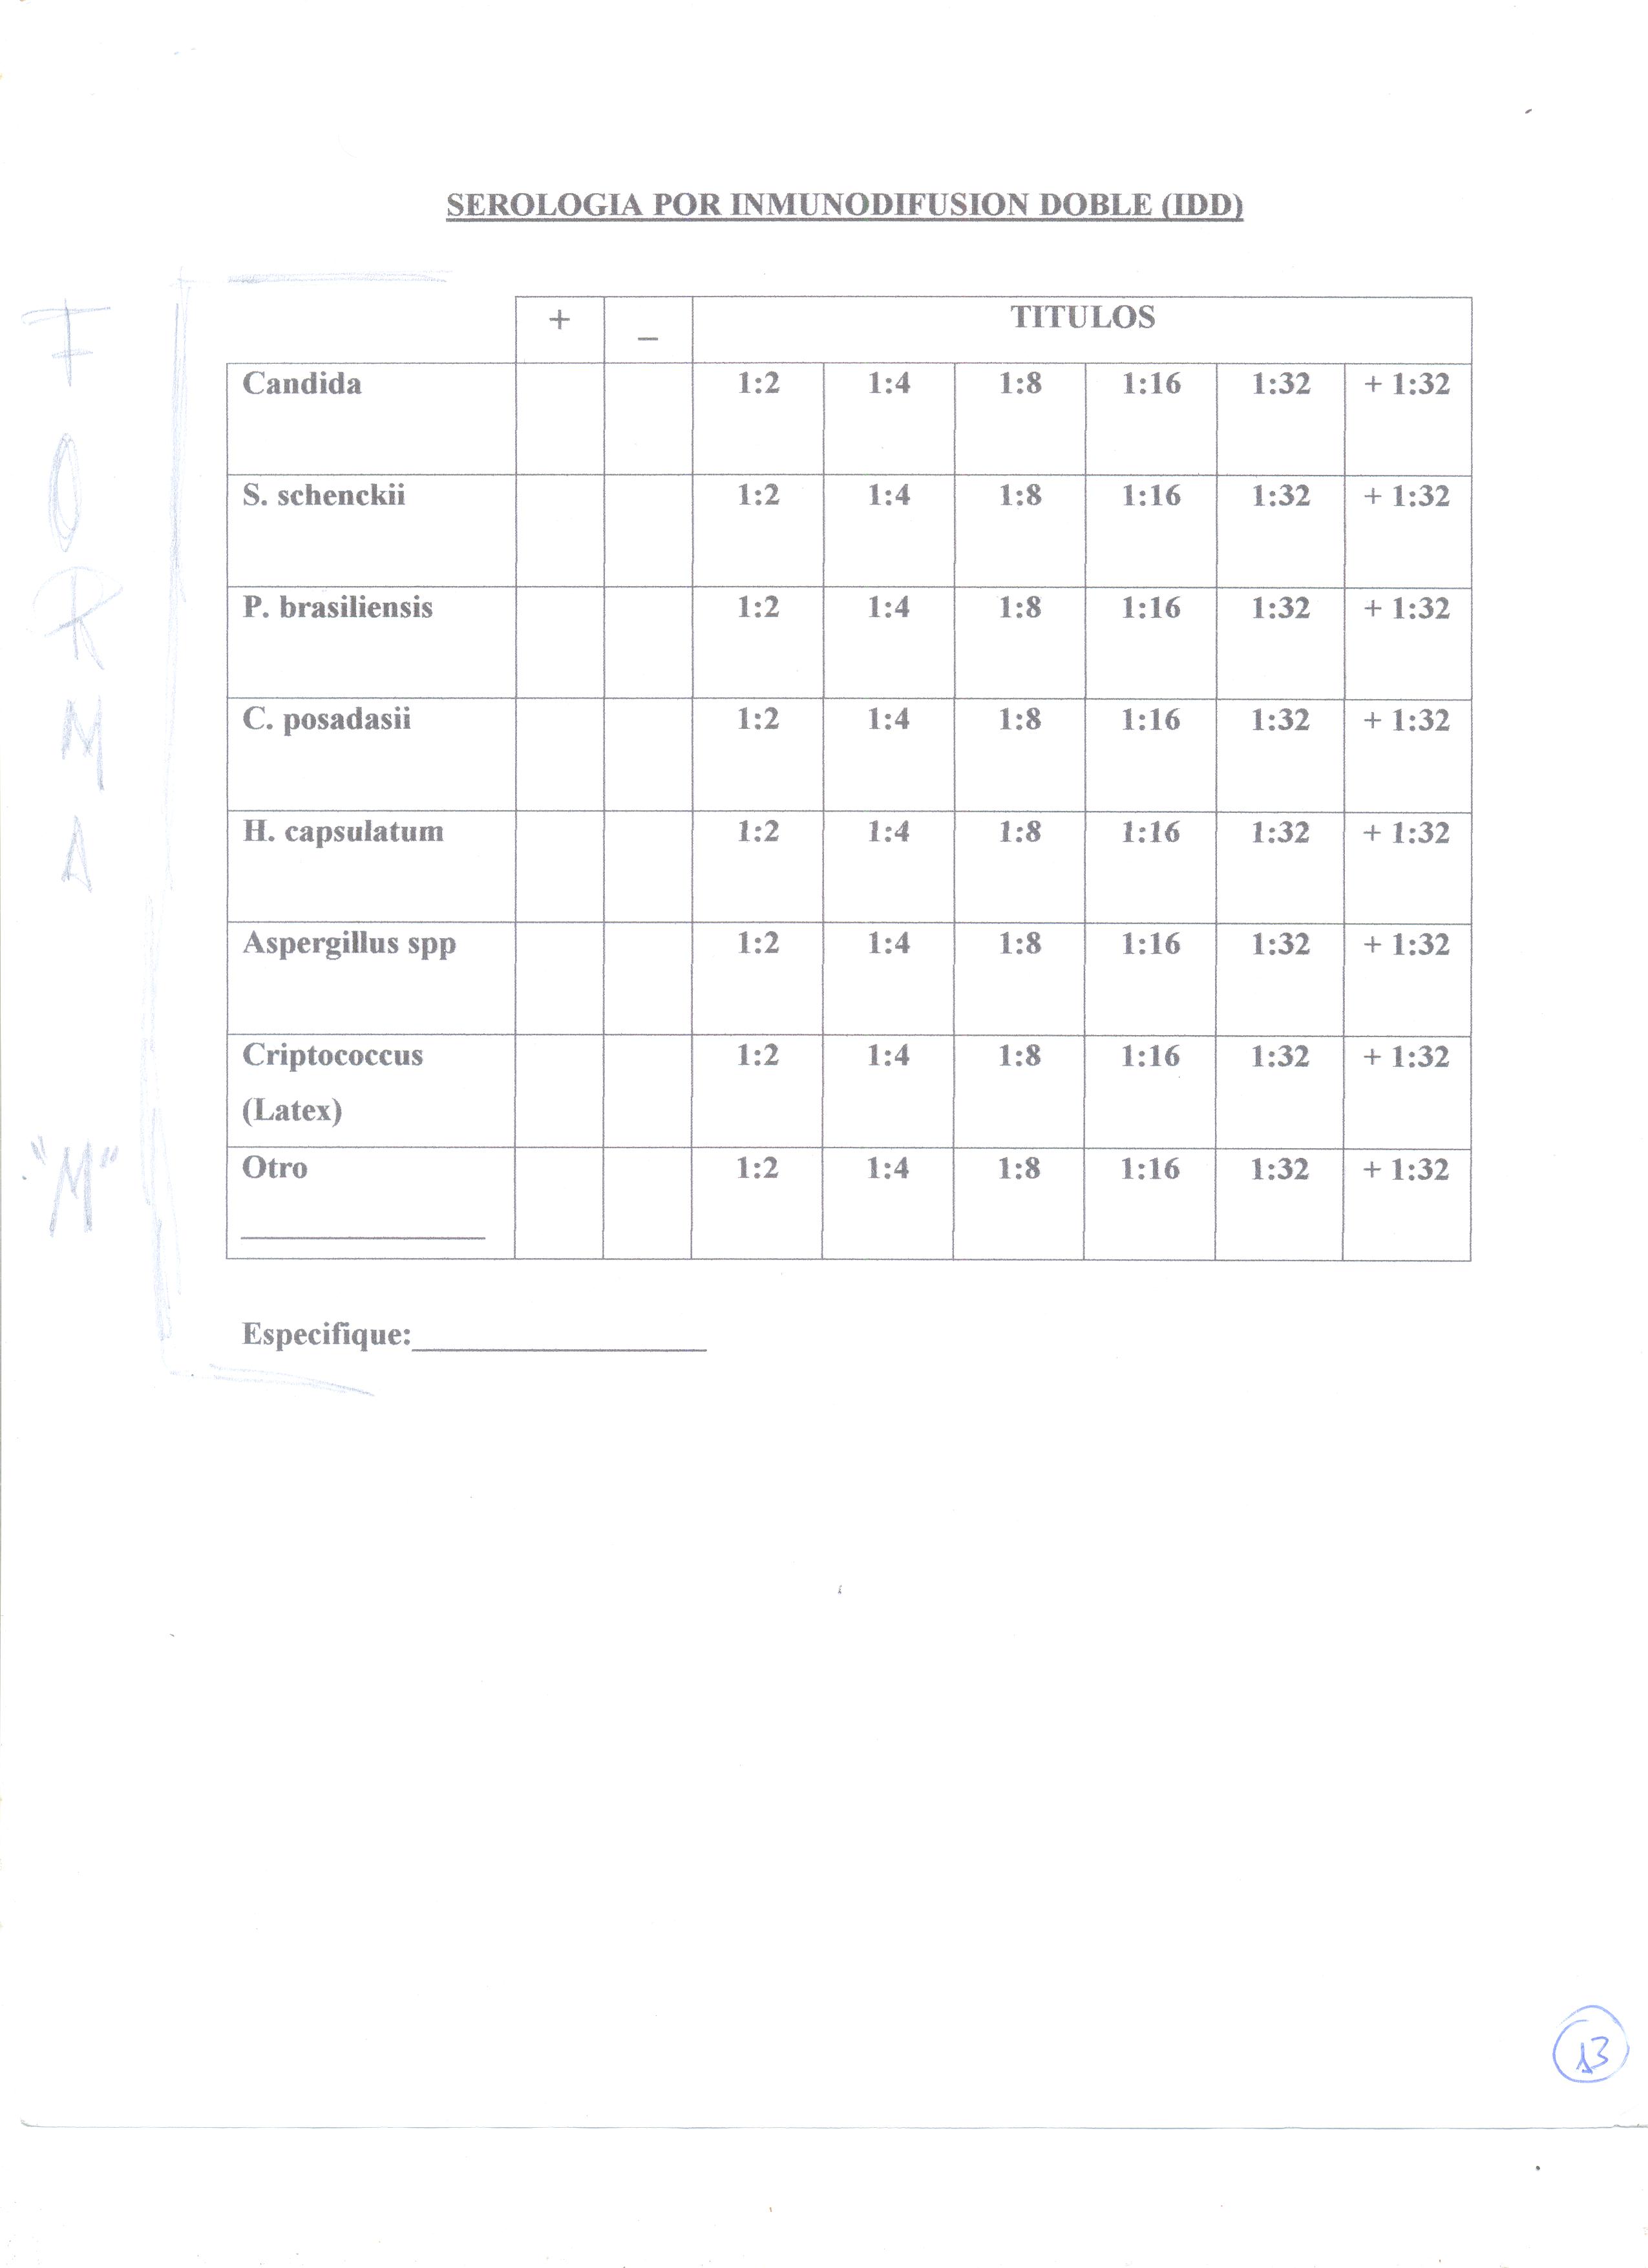 SEROLOGIA POR INMUNODIFUSION DOBLE (IDD)
+ _ TITULOS
Candida 1:2 1:4 1:8 1:16 1:32 + 1:32
S. schenckii 1:2 1:4 1:8 1:16 1:32 + 1:32
P. brasiliensis 1:2 1:4 1:8 1:16 1:32 + 1:32
C. posadasii 1:2 1:4 1:8 1:16 1:32 + 1:32
H. capsulatum 1:2 1:4 1:8 1:16 1:32 + 1:32
Aspergillus spp 1:2 1:4 1:8 1:16 1:32 + 1:32
Criptococcus 1:2 1:4 1:8 1:16 1:32 + 1:32
(Latex)
Otro 1:2 1:4 1:8 1:16 1:32 + 1:32
Especifique:
FORMA
"M"
13